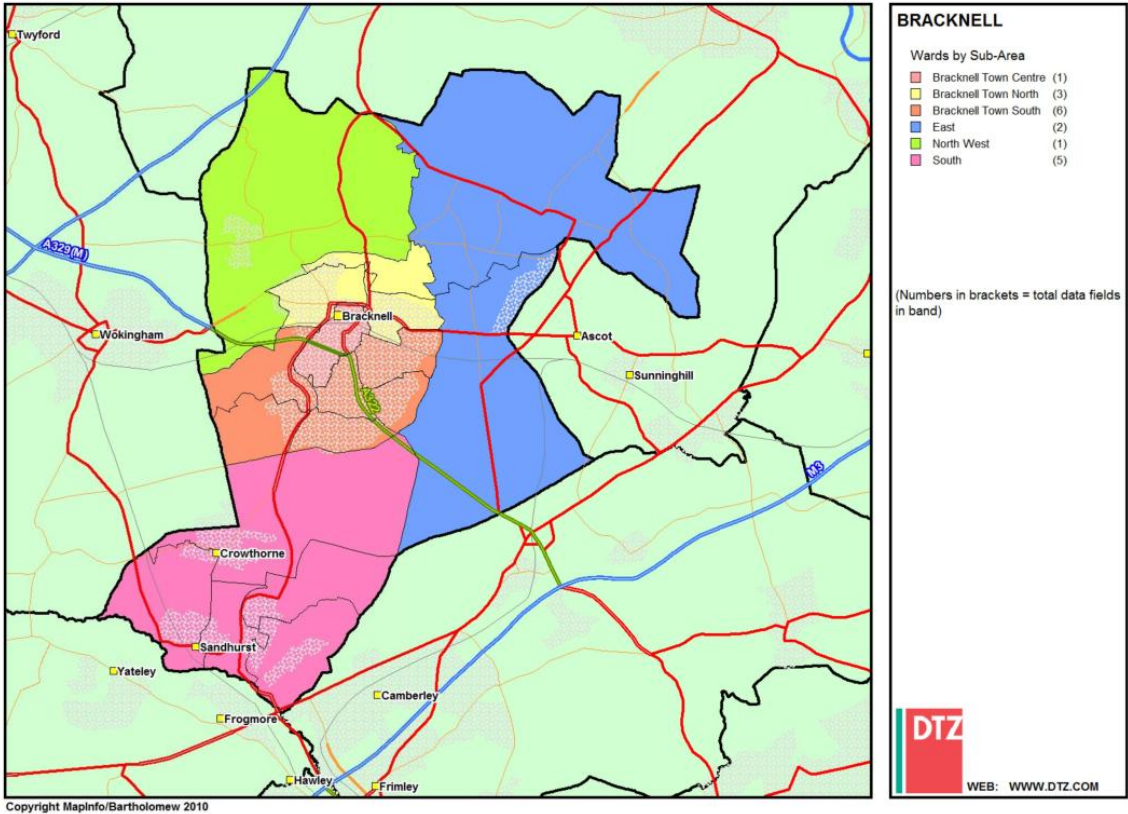 Twyford
A329(M)
Wokingham
Bracknell
Ascot
Sunninghill
A322
M3
Crowthorne
Sandhurst
Yateley
Camberley
Frogmore
Hawley
Frimley
Copyright MapInfo/Bartholomew 2010
BRACKNELL
Wards by Sub-Area
Bracknell Town Centre (1)
Bracknell Town North (3)
Bracknell Town South (6)
East (2)
North West (1)
South (5)
(Numbers in brackets = total data fields
in band)
DTZ
WEB: WWW.DTZ.COM